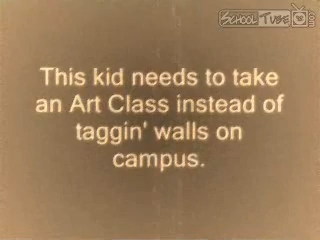 SCHOOLTUBE
This kid needs to take
an Art Class instead of
taggin' walls on
campus.